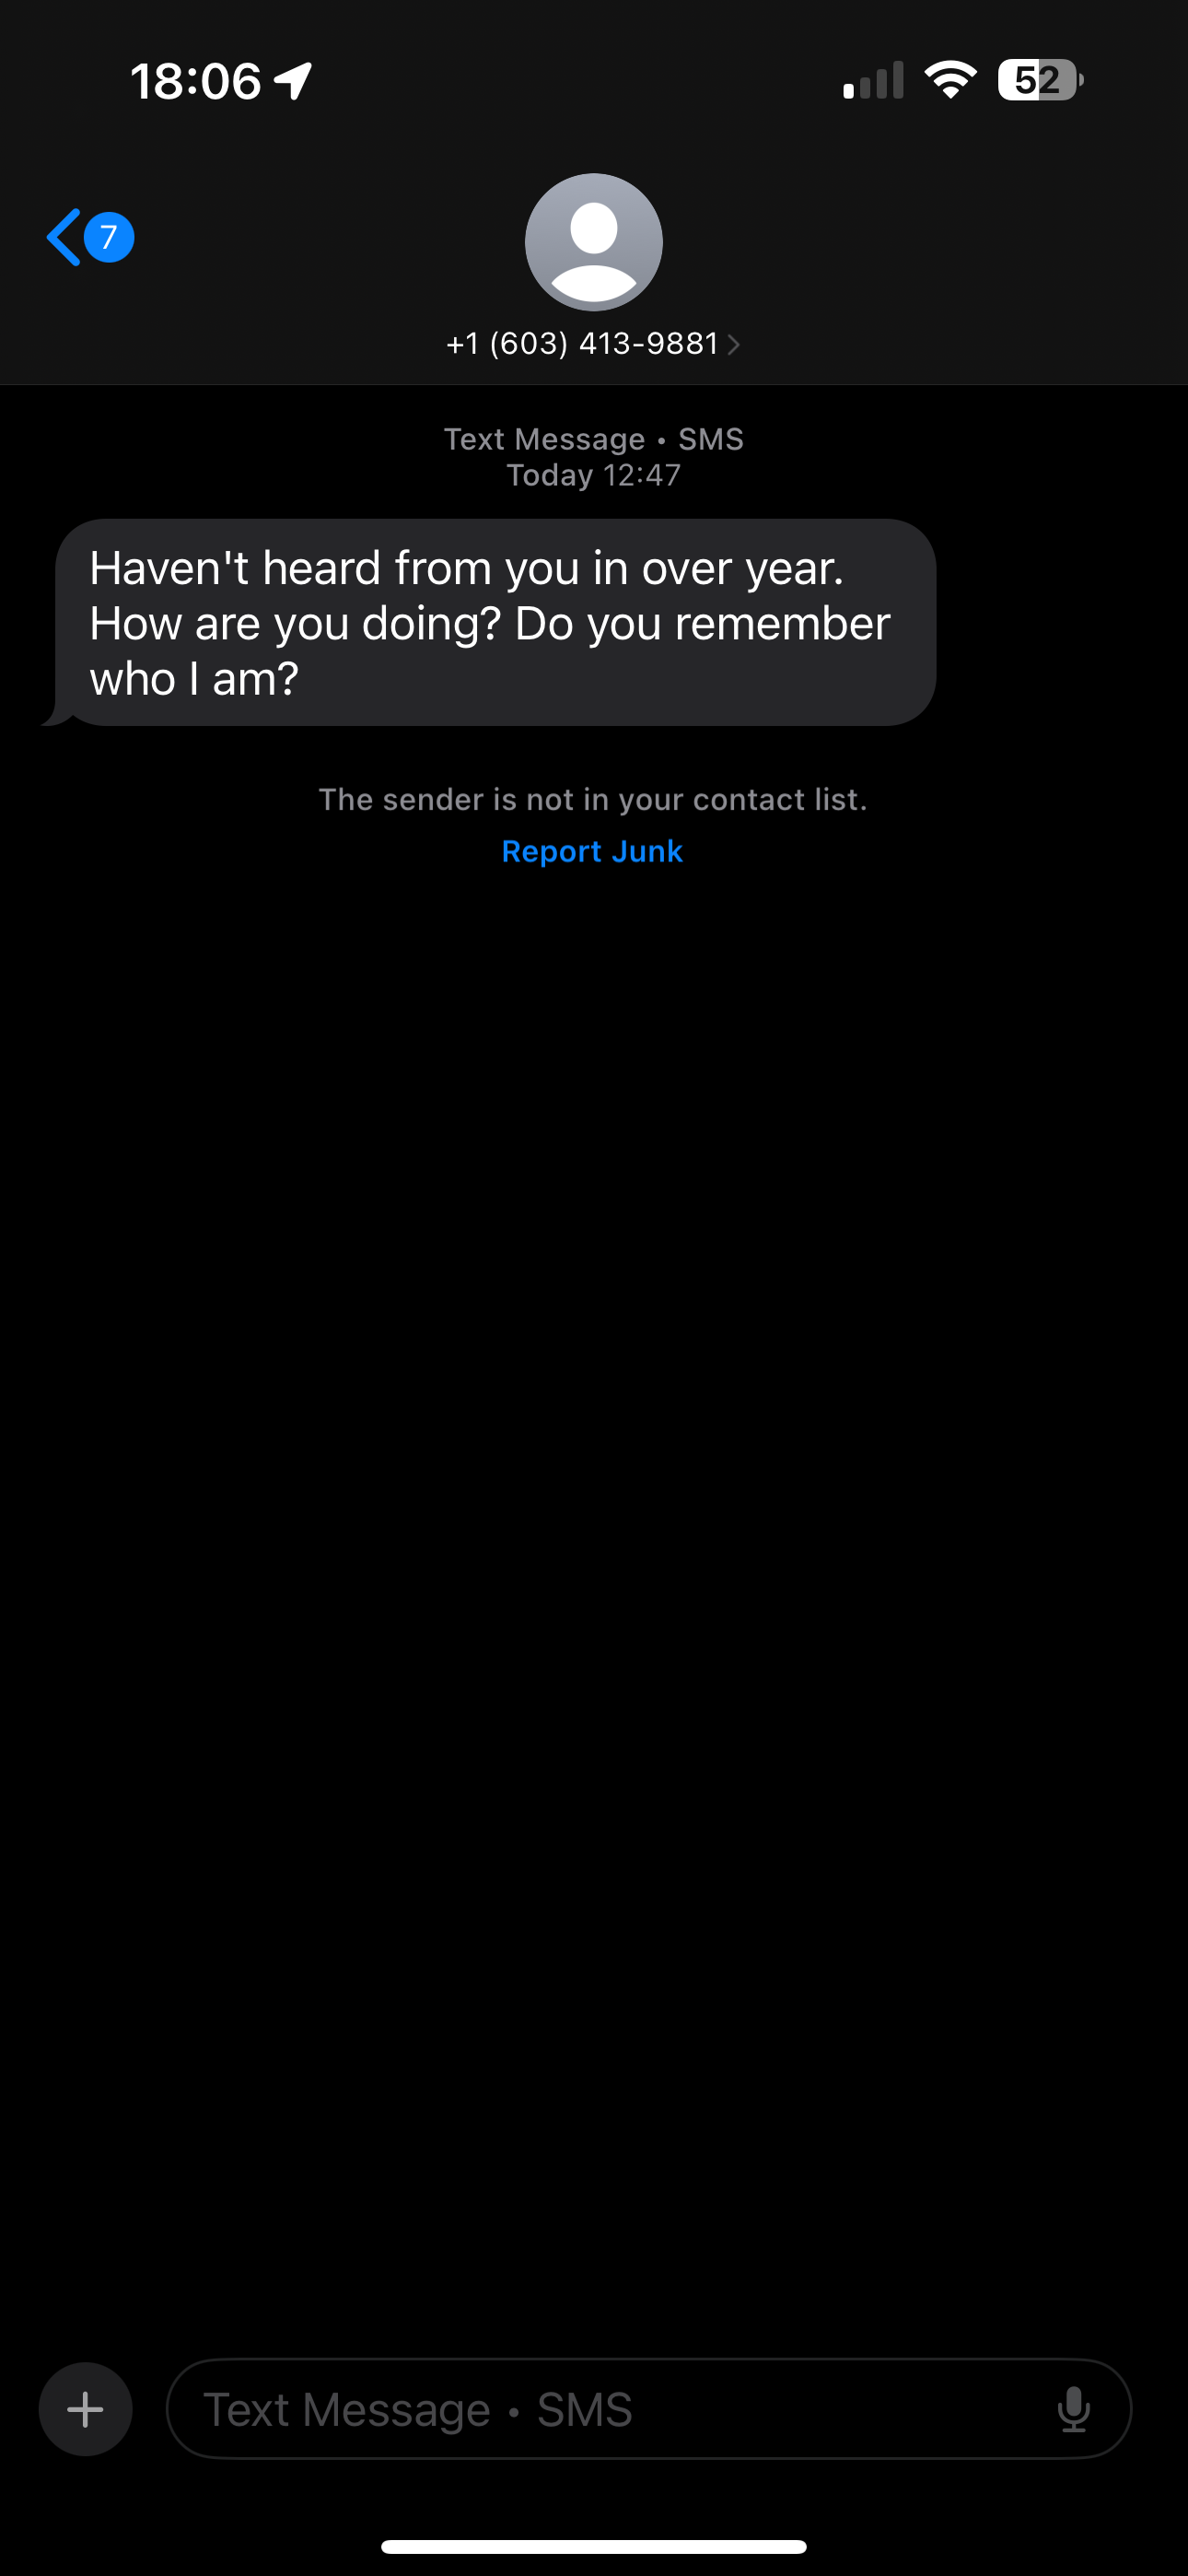 18:06
52
7
+1 (603) 413-9881
Text Message • SMS
Today 12:47
Haven't heard from you in over year.
How are you doing? Do you remember
who I am?
The sender is not in your contact list.
Report Junk
Text Message • SMS